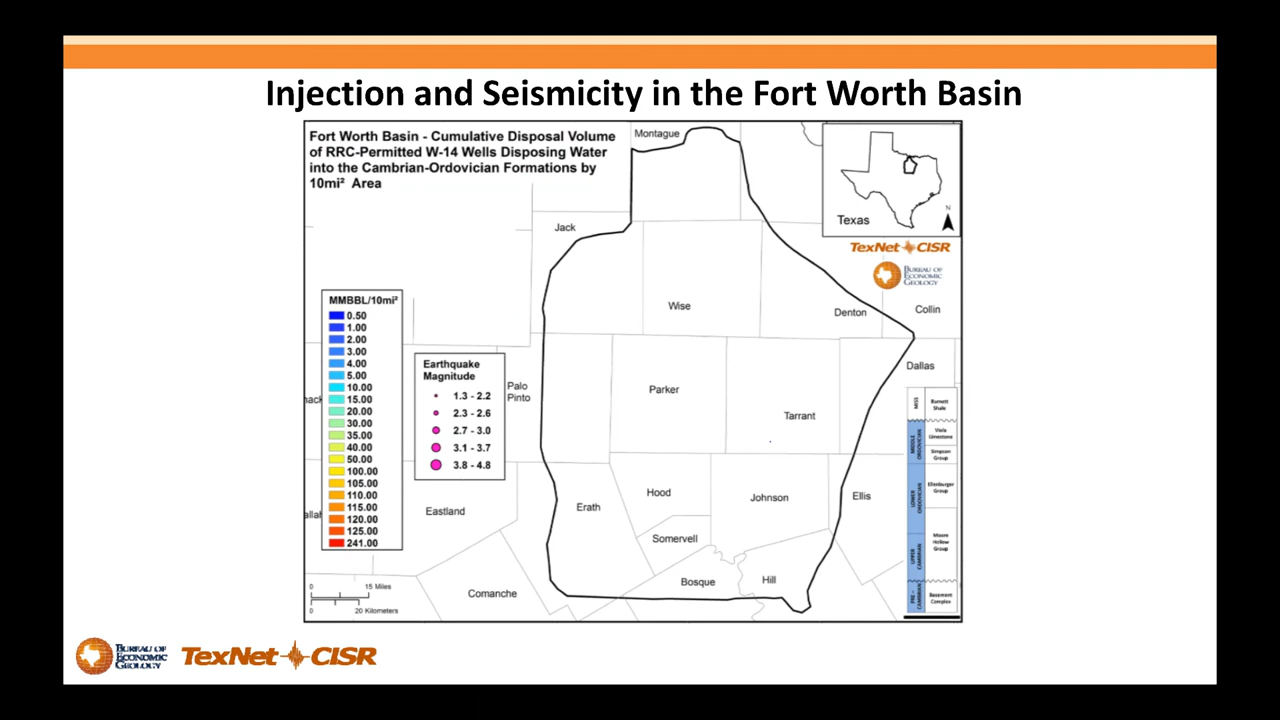 Injection and Seismicity in the Fort Worth Basin
Fort Worth Basin - Cumulative Disposal Volume
of RRC-Permitted W-14 Wells Disposing Water
into the Cambrian-Ordovician Formations by
10mi² Area
Montague
Texas
N
TexNet CISR
BUREAU OF
ECONOMIC
GEOLOGY
Jack
Wise
Denton
Collin
Dallas
Palo
Pinto
Parker
Tarrant
Hood
Johnson
Ellis
Erath
Eastland
Somervell
Bosque
Hill
Comanche
MMBBL/10mi²
0.50
1.00
2.00
3.00
4.00
5.00
10.00
15.00
20.00
30.00
35.00
40.00
50.00
100.00
105.00
110.00
115.00
120.00
125.00
241.00
Earthquake
Magnitude
1.3 - 2.2
2.3 - 2.6
2.7 - 3.0
3.1 - 3.7
3.8 - 4.8
MISS
Barnett
Shale
MIDDLE
ORDOVICIAN
Viola
Limestone
Simpson
Group
LOWER
ORDOVICIAN
Ellenburger
Group
UPPER
CAMBRIAN
Moore
Hollow
Group
PRE -
CAMBRIAN
Basement
Complex
0 15 Miles
0 20 Kilometers
BUREAU OF
ECONOMIC
GEOLOGY
TexNet CISR